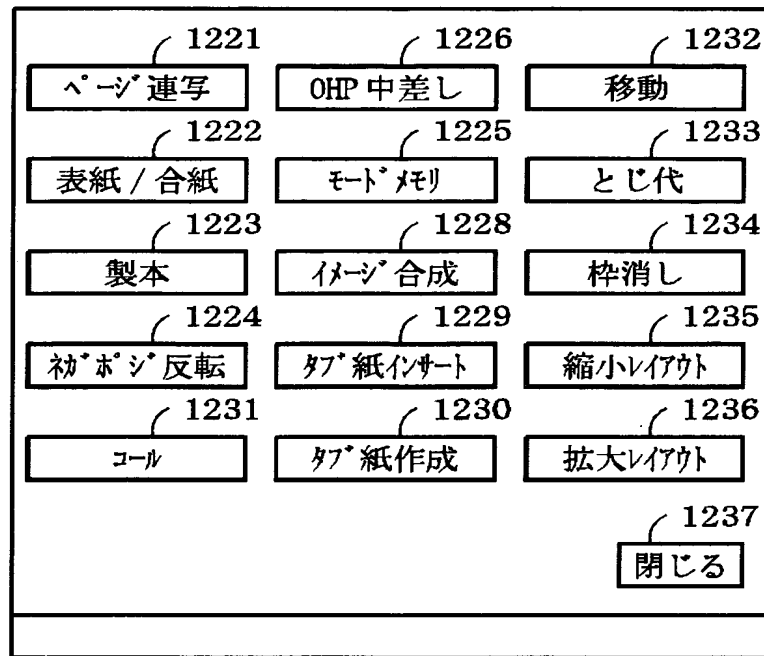 1221 1226 1232
ﾍﾟｰｼﾞ連写 OHP中差し 移動
1222 1225 1233
表紙/合紙 ﾓｰﾄﾞﾒﾓﾘ とじ代
1223 1228 1234
製本 ｲﾒｰｼﾞ合成 枠消し
1224 1229 1235
ﾈｶﾞﾎﾟｼﾞ反転 ﾀﾌﾞ紙ｲﾝｻｰﾄ 縮小ﾚｲｱｳﾄ
1231 1230 1236
ｺｰﾙ ﾀﾌﾞ紙作成 拡大ﾚｲｱｳﾄ
1237
閉じる